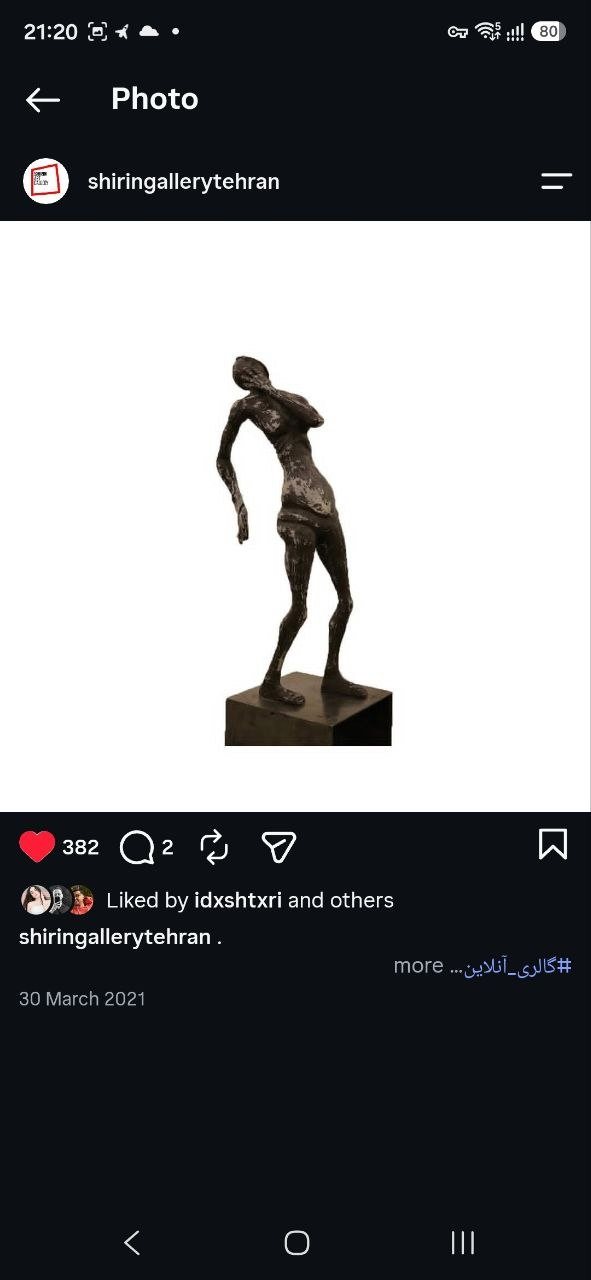 21:20
80
Photo
shiringallerytehran
382
2
Liked by idxshtxri and others
shiringallerytehran .
#گالری_آنلاین... more
30 March 2021